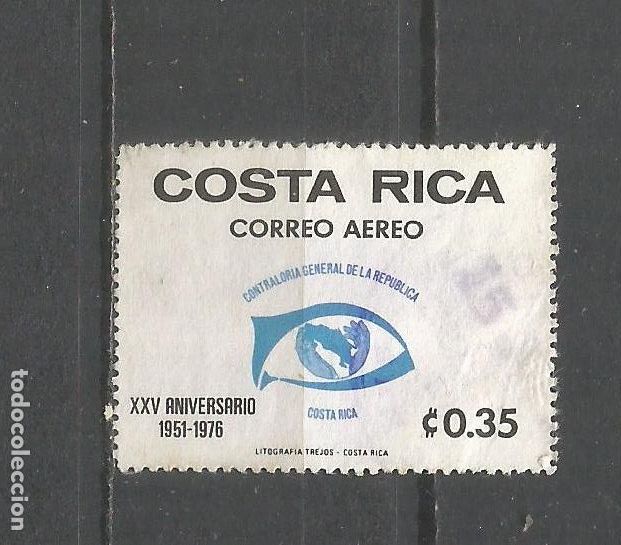 COSTA RICA
CORREO AEREO
CONTRALORIA GENERAL DE LA REPUBLICA
COSTA RICA
XXV ANIVERSARIO
1951-1976
₡0.35
LITOGRAFIA TREJOS - COSTA RICA
todocoleccion